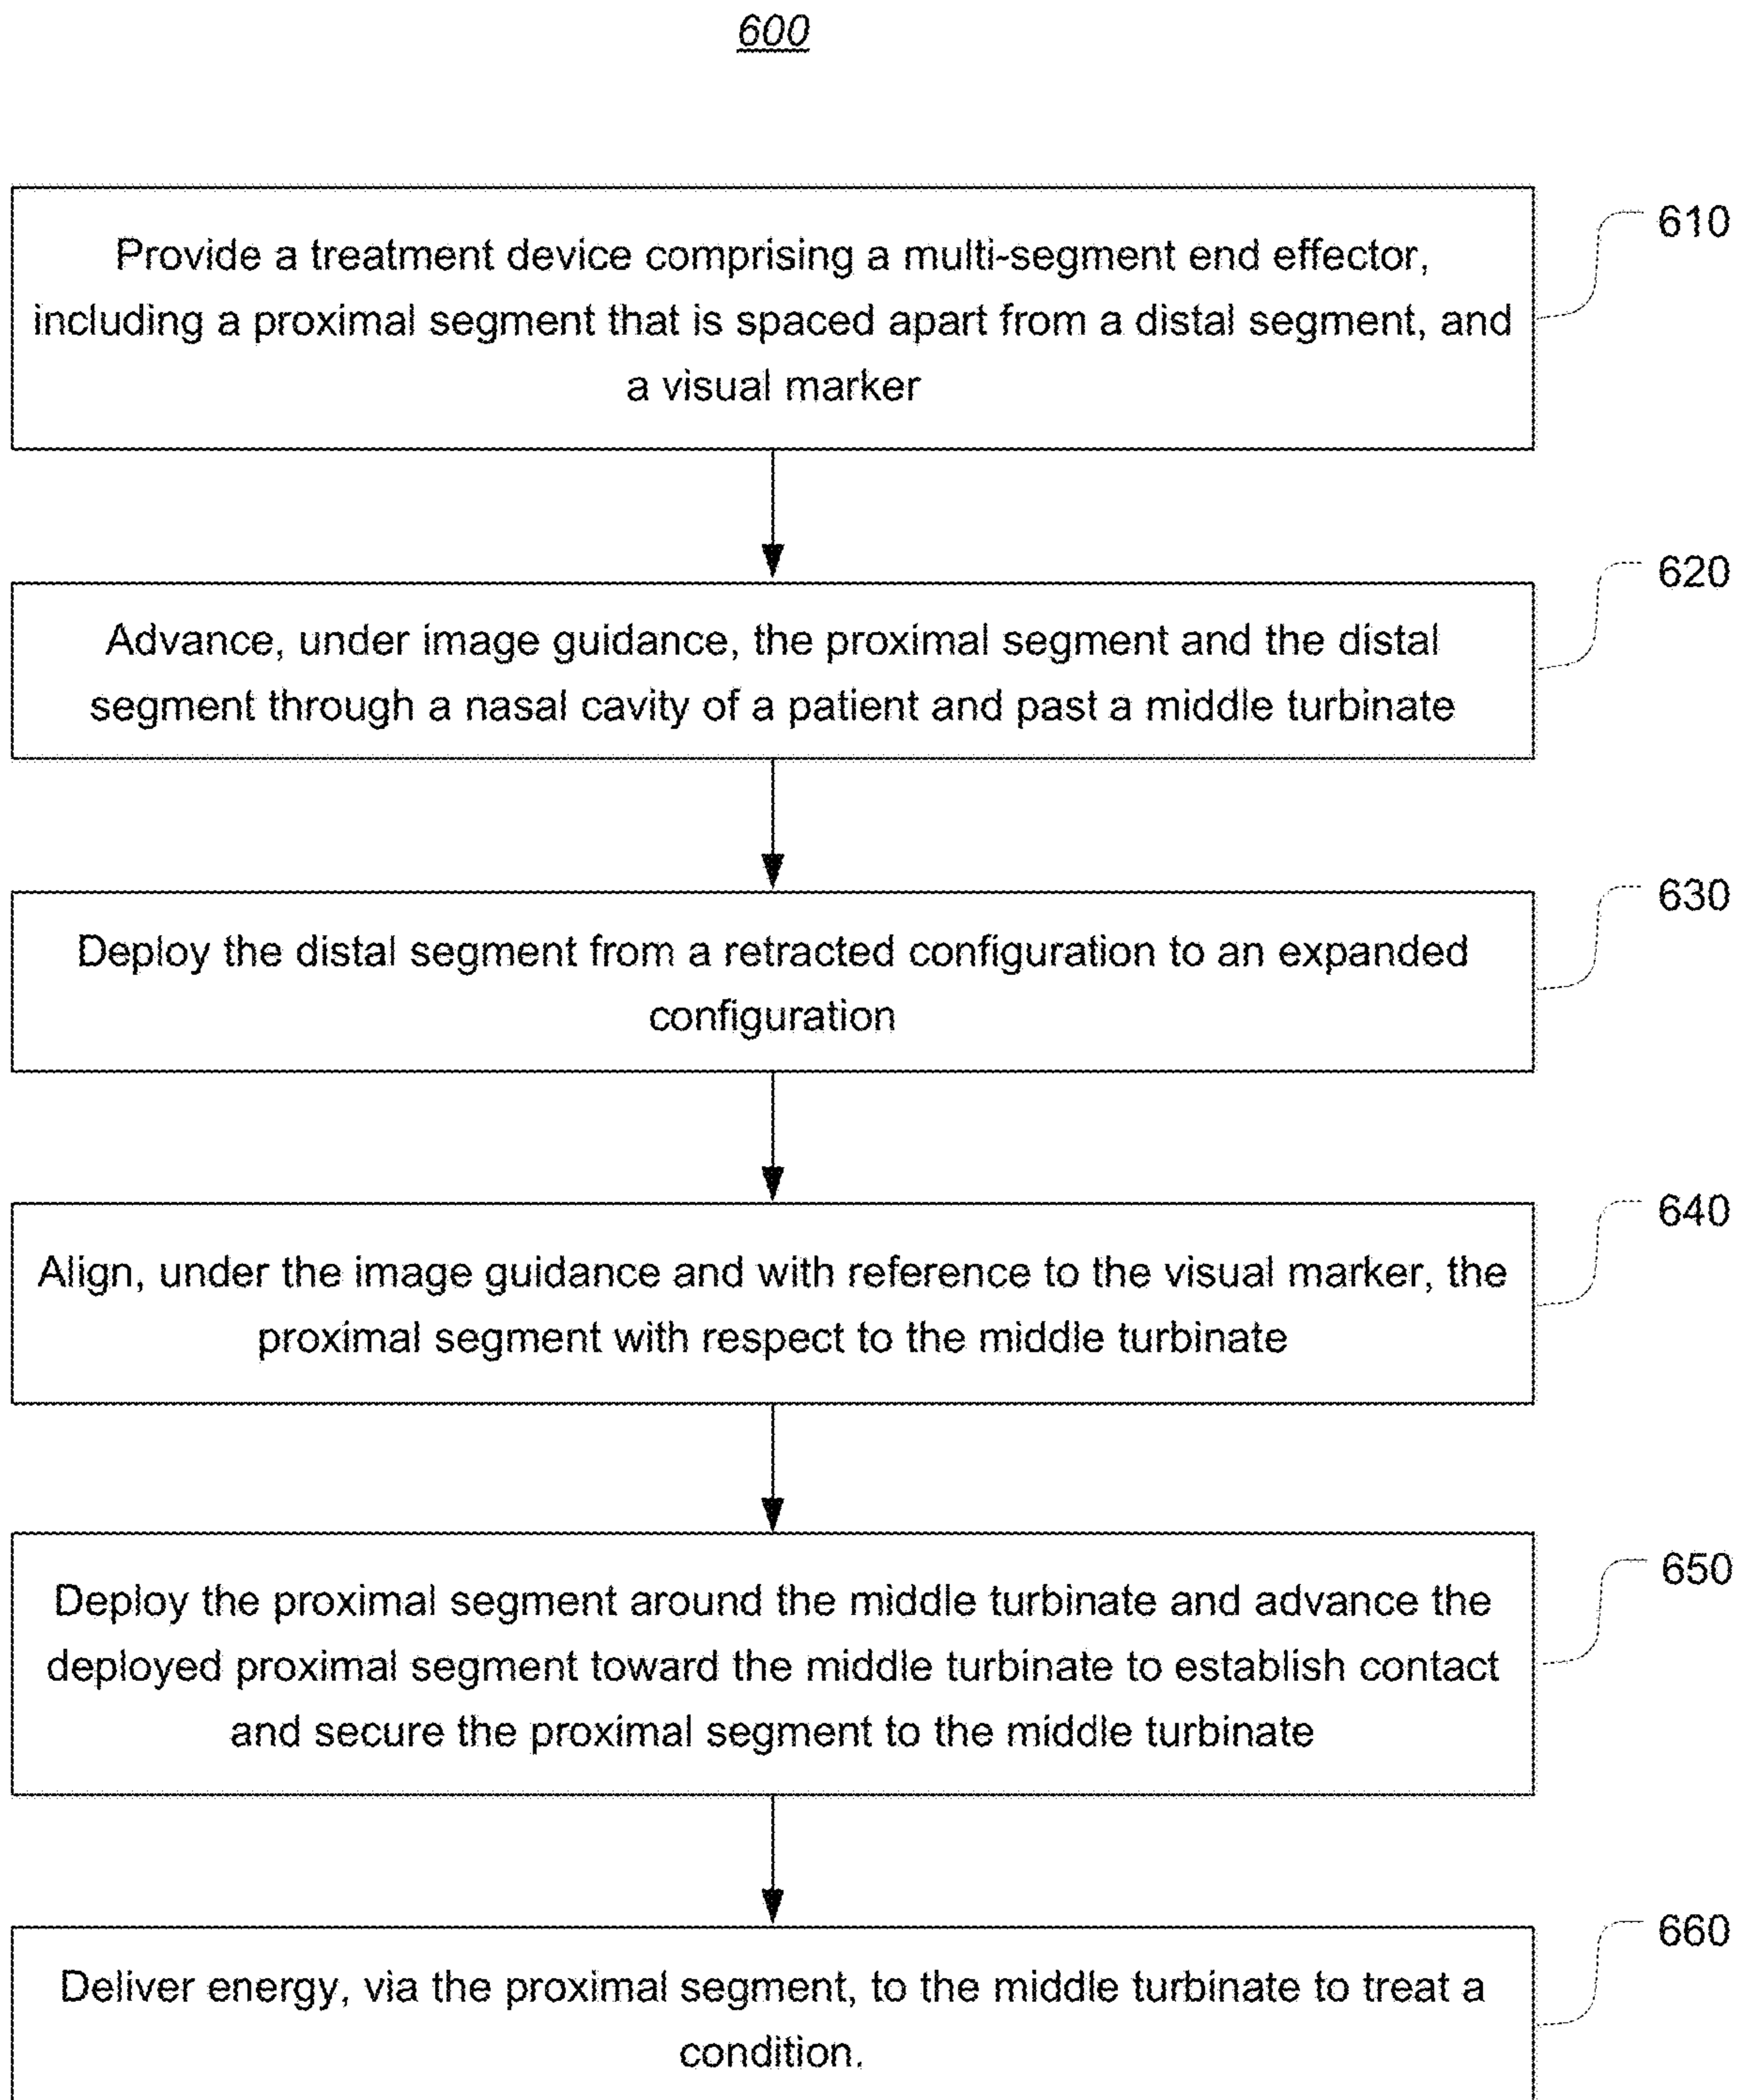 600
610
Provide a treatment device comprising a multi-segment end effector,
including a proximal segment that is spaced apart from a distal segment, and
a visual marker
620
Advance, under image guidance, the proximal segment and the distal
segment through a nasal cavity of a patient and past a middle turbinate
630
Deploy the distal segment from a retracted configuration to an expanded
configuration
640
Align, under the image guidance and with reference to the visual marker, the
proximal segment with respect to the middle turbinate
650
Deploy the proximal segment around the middle turbinate and advance the
deployed proximal segment toward the middle turbinate to establish contact
and secure the proximal segment to the middle turbinate
660
Deliver energy, via the proximal segment, to the middle turbinate to treat a
condition.